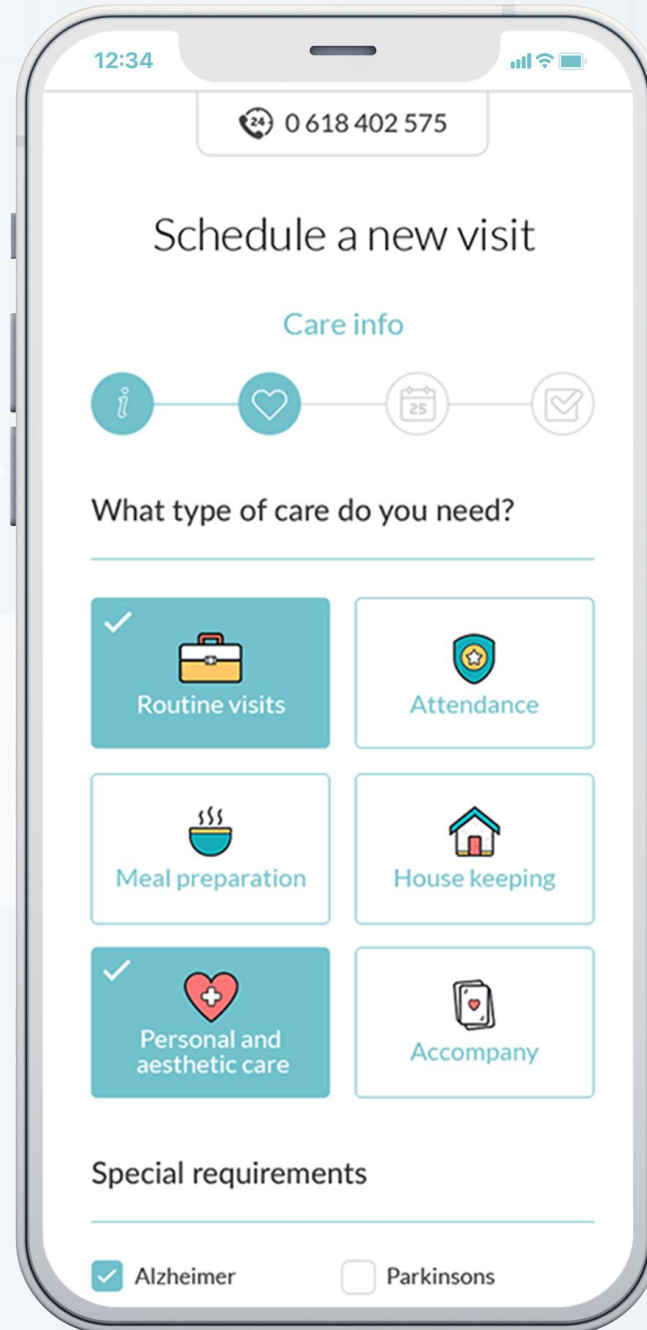 12:34
24
0 618 402 575
Schedule a new visit
Care info
i
25
What type of care do you need?
Routine visits
Attendance
Meal preparation
House keeping
Personal and
aesthetic care
Accompany
Special requirements
Alzheimer
Parkinsons